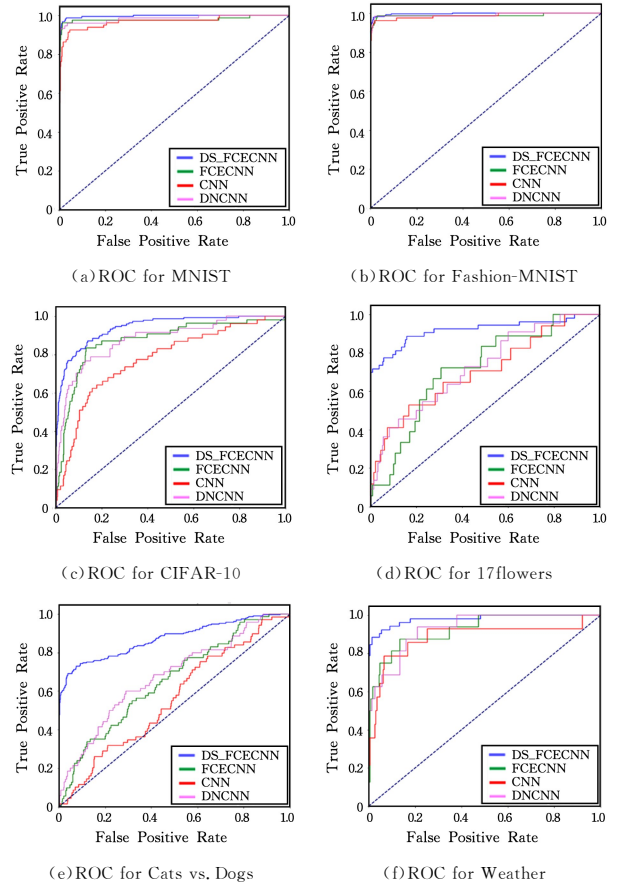 1.0
0.8
0.6
0.4
0.2
0
True Positive Rate
DS_FCECNN
FCECNN
CNN
DNCNN
0 0.2 0.4 0.6 0.8 1.0
False Positive Rate
(a)ROC for MNIST
1.0
0.8
0.6
0.4
0.2
0
True Positive Rate
DS_FCECNN
FCECNN
CNN
DNCNN
0 0.2 0.4 0.6 0.8 1.0
False Positive Rate
(b)ROC for Fashion-MNIST
1.0
0.8
0.6
0.4
0.2
0
True Positive Rate
DS_FCECNN
FCECNN
CNN
DNCNN
0 0.2 0.4 0.6 0.8 1.0
False Positive Rate
(c)ROC for CIFAR-10
1.0
0.8
0.6
0.4
0.2
0
True Positive Rate
DS_FCECNN
FCECNN
CNN
DNCNN
0 0.2 0.4 0.6 0.8 1.0
False Positive Rate
(d)ROC for 17flowers
1.0
0.8
0.6
0.4
0.2
0
True Positive Rate
DS_FCECNN
FCECNN
CNN
DNCNN
0 0.2 0.4 0.6 0.8 1.0
False Positive Rate
(e)ROC for Cats vs. Dogs
1.0
0.8
0.6
0.4
0.2
0
True Positive Rate
DS_FCECNN
FCECNN
CNN
DNCNN
0 0.2 0.4 0.6 0.8 1.0
False Positive Rate
(f)ROC for Weather